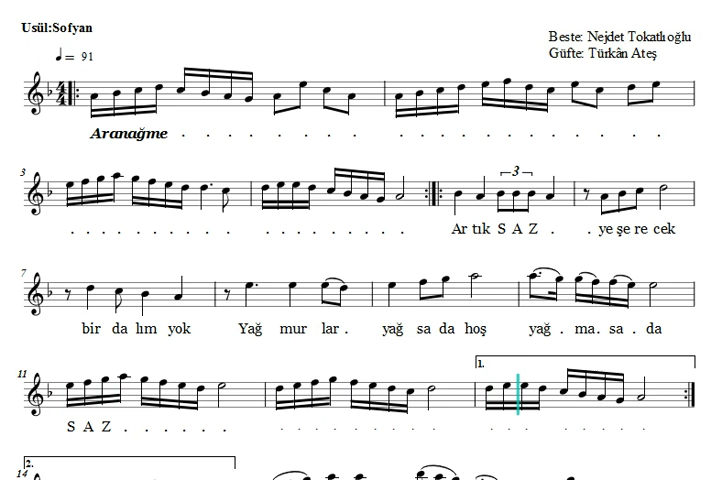 Usül:Sofyan
Beste: Nejdet Tokatlıoğlu
Güfte: Türkân Ateş
♩ = 91
Aranağme . . . . . . . . . . . . . . .
3
3
. . . . . . . . . . . . . . Ar tık S A Z . . ye şe re cek
7
bir da lım yok Yağ mur lar . yağ sa da hoş yağ . ma. sa . da
11
1.
S A Z . . . . . . . . . . . . . . . . . .
14
2.